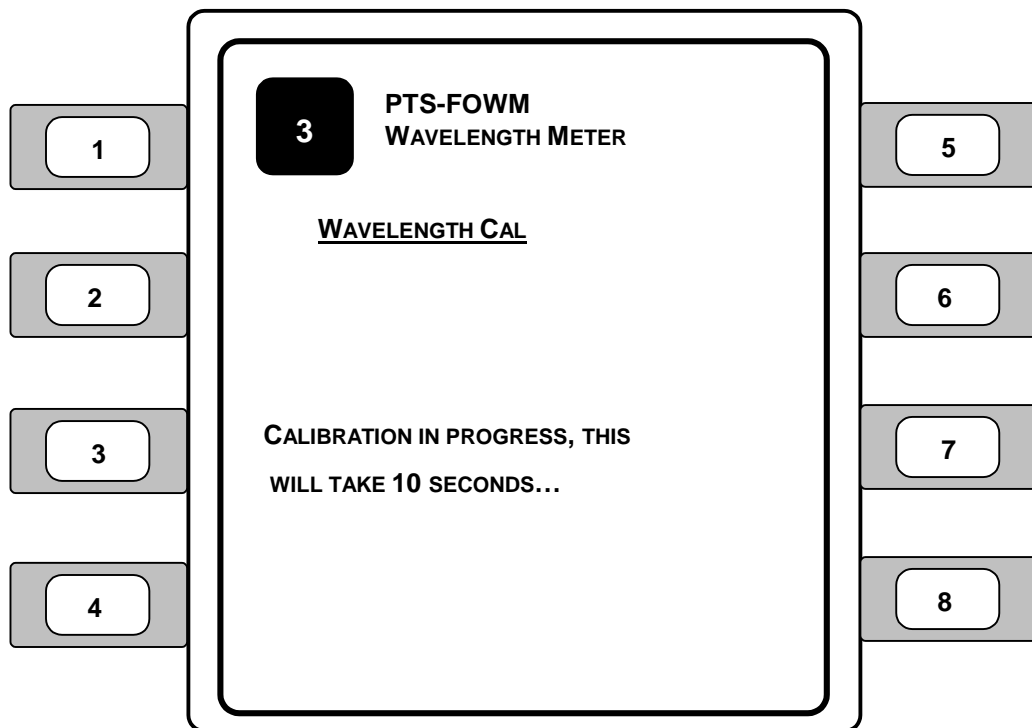 3
PTS-FOWM
WAVELENGTH METER
WAVELENGTH CAL
CALIBRATION IN PROGRESS, THIS
WILL TAKE 10 SECONDS...
1
2
3
4
5
6
7
8